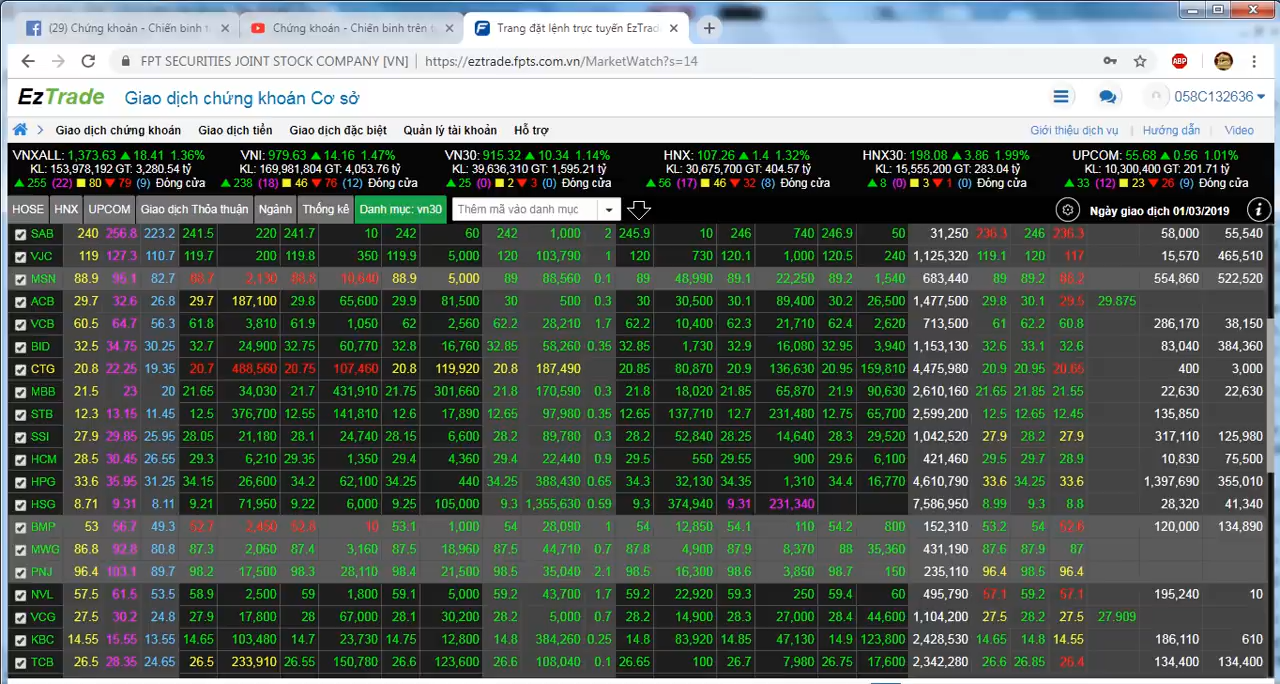 (29) Chứng khoán - Chiến binh t
Chứng khoán - Chiến binh trên t
Trang đặt lệnh trực tuyến EzTrad
FPT SECURITIES JOINT STOCK COMPANY [VN] | https://eztrade.fpts.com.vn/MarketWatch?s=14
ABP
EzTrade Giao dịch chứng khoán Cơ sở 058C132636
Giao dịch chứng khoán Giao dịch tiền Giao dịch đặc biệt Quản lý tài khoản Hỗ trợ Giới thiệu dịch vụ | Hướng dẫn | Video
VNXALL: 1,373.63 ▲ 18.41 1.36% VNI: 979.63 ▲ 14.16 1.47% VN30: 915.32 ▲ 10.34 1.14% HNX: 107.26 ▲ 1.4 1.32% HNX30: 198.08 ▲ 3.86 1.99% UPCOM: 55.68 ▲ 0.56 1.01%
KL: 153,978,192 GT: 3,280.54 tỷ KL: 169,981,804 GT: 4,053.76 tỷ KL: 39,636,310 GT: 1,595.21 tỷ KL: 30,675,700 GT: 404.57 tỷ KL: 15,555,200 GT: 283.04 tỷ KL: 10,300,400 GT: 201.71 tỷ
▲ 255 (22) 80 ▼ 79 (9) Đóng cửa ▲ 238 (18) 46 ▼ 76 (12) Đóng cửa ▲ 25 (0) 2 ▼ 3 (0) Đóng cửa ▲ 56 (17) 46 ▼ 32 (8) Đóng cửa ▲ 8 (0) 3 ▼ 1 (0) Đóng cửa ▲ 33 (12) 23 ▼ 26 (9) Đóng cửa
HOSE HNX UPCOM Giao dịch Thỏa thuận Ngành Thống kê Danh mục: vn30 Thêm mã vào danh mục Ngày giao dịch 01/03/2019 i
SAB 240 256.8 223.2 241.5 220 241.7 10 242 60 242 1,000 2 245.9 10 246 740 246.9 50 31,250 236.3 246 236.3 58,000 55,540
VJC 119 127.3 110.7 119.7 200 119.8 350 119.9 5,000 120 103,790 1 120 730 120.1 1,000 120.5 20 1,125,320 119.1 120 117 15,570 465,510
MSN 88.9 95.1 82.7 88.7 2,130 88.8 10,640 88.9 5,000 89 88,560 0.1 89 48,990 89.1 22,250 89.2 1,540 683,440 89 89.2 88.2 554,860 522,520
ACB 29.7 32.6 26.8 29.7 187,100 29.8 65,600 29.9 81,500 30 500 0.3 30 30,500 30.1 89,400 30.2 26,500 1,477,500 29.8 30.1 29.5 29.875
VCB 60.5 64.7 56.3 61.8 3,810 61.9 1,050 62 2,560 62.2 28,210 1.7 62.2 10,400 62.3 21,710 62.4 2,620 713,500 61 62.2 60.8 286,170 38,150
BID 32.5 34.75 30.25 32.7 24,900 32.75 60,770 32.8 16,760 32.85 58,260 0.35 32.85 1,730 32.9 16,080 32.95 3,940 1,153,130 32.6 33.1 32.6 83,040 384,360
CTG 20.8 22.25 19.35 20.7 488,560 20.75 107,460 20.8 119,920 20.8 187,490 20.85 80,870 20.9 136,630 20.95 159,810 4,475,980 20.9 20.95 20.65 400 3,000
MBB 21.5 23 20 21.65 34,030 21.7 431,910 21.75 301,660 21.8 170,590 0.3 21.8 18,020 21.85 65,870 21.9 90,630 2,610,160 21.65 21.85 21.55 22,630 22,630
STB 12.3 13.15 11.45 12.5 376,700 12.55 141,810 12.6 17,890 12.65 97,980 0.35 12.65 137,710 12.7 231,480 12.75 65,700 2,599,200 12.5 12.65 12.45 135,850
SSI 27.9 29.85 25.95 28.05 21,180 28.1 24,740 28.15 6,600 28.2 89,780 0.3 28.2 52,840 28.25 14,640 28.3 29,520 1,042,520 27.9 28.2 27.9 317,110 125,980
HCM 28.5 30.45 26.55 29.3 6,210 29.35 1,350 29.4 4,360 29.4 22,440 0.9 29.5 550 29.55 900 29.6 6,100 421,460 29.5 29.7 28.9 10,830 75,500
HPG 33.6 35.95 31.25 34.15 26,600 34.2 62,100 34.25 440 34.25 388,430 0.65 34.3 32,130 34.35 1,310 34.4 16,770 4,610,790 33.6 34.25 33.6 1,397,690 355,010
HSG 8.71 9.31 8.11 9.21 71,950 9.22 6,000 9.25 105,000 9.3 1,355,630 0.59 9.3 374,940 9.31 231,340 7,586,950 8.99 9.3 8.8 28,320 41,340
BMP 53 56.7 49.3 52.7 2,450 52.8 10 53.1 1,000 54 28,090 1 54 12,850 54.1 110 54.2 800 152,310 53.2 54 52.6 120,000 134,890
MWG 86.8 92.8 80.8 87.3 2,060 87.4 3,160 87.5 18,960 87.5 44,710 0.7 87.8 4,900 87.9 8,370 88 35,360 431,190 87.6 87.9 87
PNJ 96.4 103.1 89.7 98.2 17,500 98.3 28,110 98.4 21,500 98.5 35,040 2.1 98.5 16,300 98.6 3,850 98.7 150 235,110 96.4 98.5 96.4
NVL 57.5 61.5 53.5 58.9 2,500 59 1,800 59.1 5,000 59.2 43,700 1.7 59.2 22,920 59.3 250 59.4 60 495,790 57.1 59.2 57.1 195,240 10
VCG 27.5 30.2 24.8 27.9 17,800 28 67,000 28.1 30,200 28.2 5,000 0.7 28.2 14,900 28.3 27,000 28.4 44,600 1,104,200 27.5 28.2 27.5 27.909
KBC 14.55 15.55 13.55 14.65 103,480 14.7 23,730 14.75 12,800 14.8 384,260 0.25 14.8 83,920 14.85 47,130 14.9 123,800 2,428,530 14.65 14.8 14.55 186,110 610
TCB 26.5 28.35 24.65 26.5 233,910 26.55 150,780 26.6 123,600 26.6 108,040 0.1 26.65 100 26.7 7,980 26.75 17,600 2,342,280 26.6 26.85 26.4 134,400 134,400